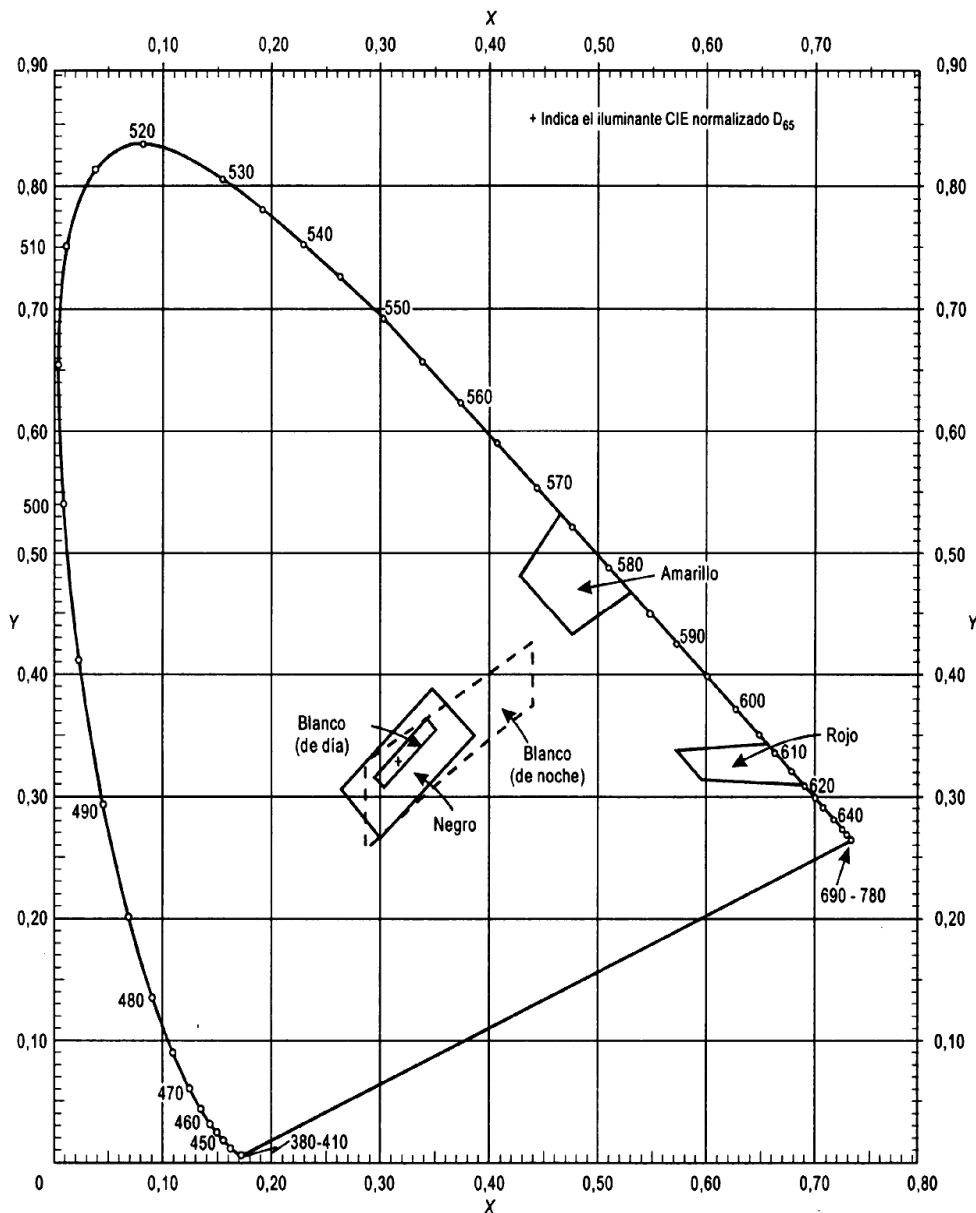 X
0,10 0,20 0,30 0,40 0,50 0,60 0,70
0,90 0,90
+ Indica el iluminante CIE normalizado D65
520
530
0,80 0,80
540
510
0,70 0,70
550
560
0,60 0,60
570
500
0,50 0,50
580
Amarillo
Y Y
590
0,40 0,40
600
Blanco
(de día)
Blanco
(de noche)
Rojo
610
Negro
620
0,30 0,30
490
640
690 - 780
0,20 0,20
480
0,10 0,10
470
460
450
380-410
0 0,10 0,20 0,30 0,40 0,50 0,60 0,70 0,80
X